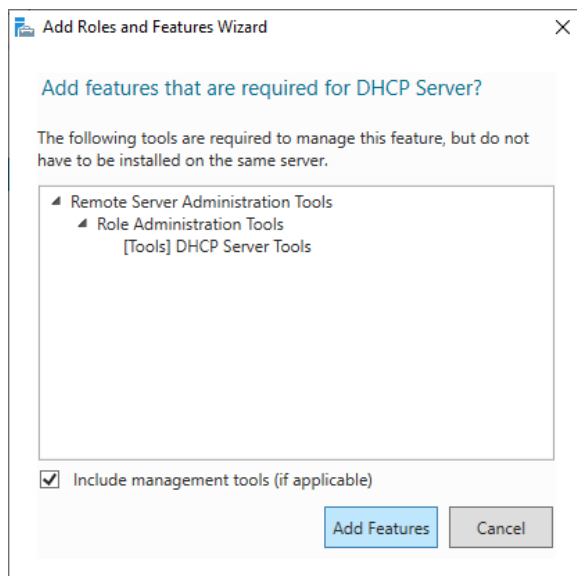 Add Roles and Features Wizard
Add features that are required for DHCP Server?
The following tools are required to manage this feature, but do not
have to be installed on the same server.
Remote Server Administration Tools
Role Administration Tools
[Tools] DHCP Server Tools
Include management tools (if applicable)
Add Features
Cancel